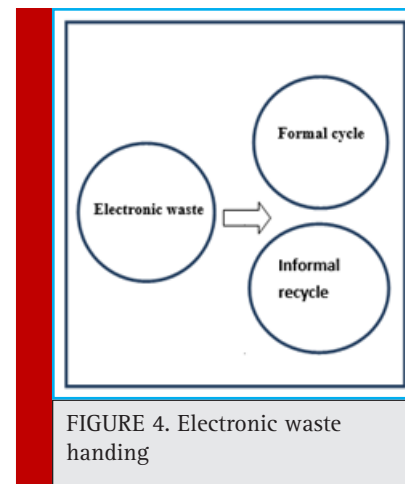 Formal cycle
Electronic waste
Informal
recycle
FIGURE 4. Electronic waste
handing